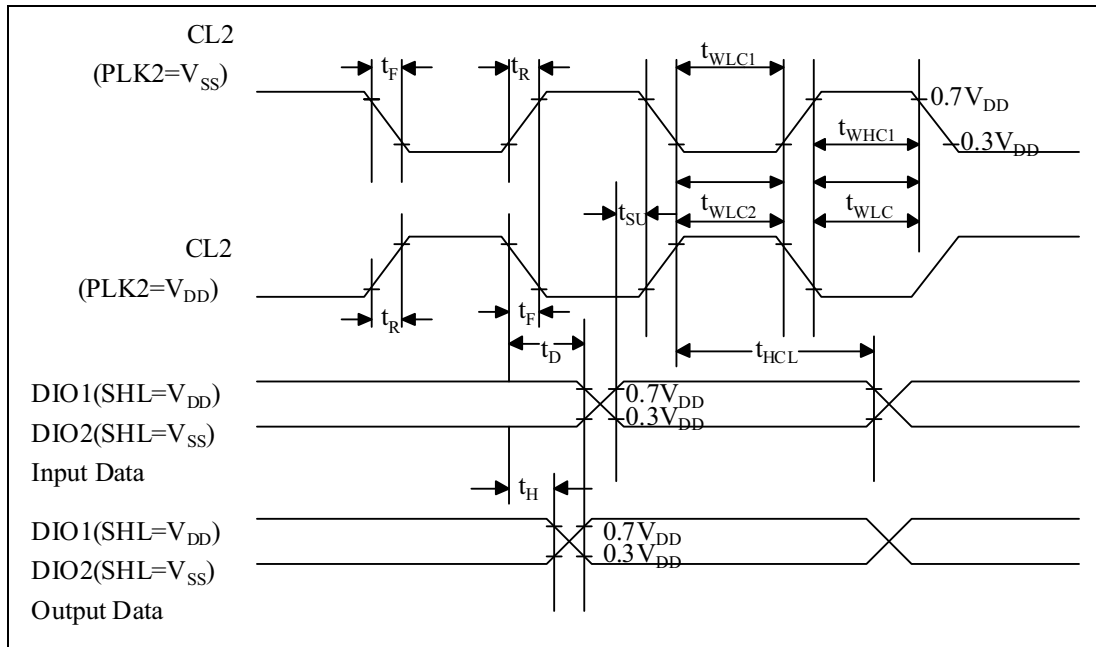 CL2
(PLK2=VSS)
tF
tR
tWLC1
0.7VDD
tWHC1
0.3VDD
tSU
tWLC2
tWLC
CL2
(PLK2=VDD)
tR
tF
tD
tHCL
DIO1(SHL=VDD)
0.7VDD
DIO2(SHL=VSS)
0.3VDD
Input Data
tH
DIO1(SHL=VDD)
0.7VDD
DIO2(SHL=VSS)
0.3VDD
Output Data